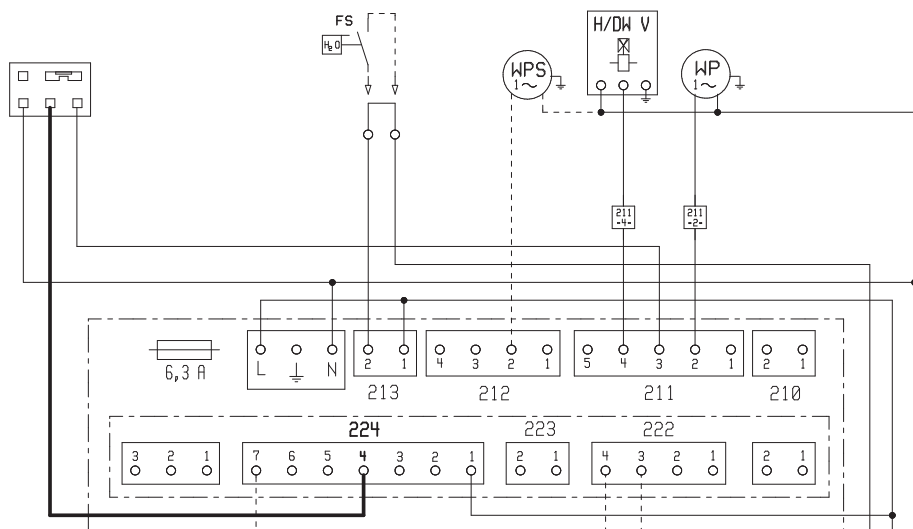 FS
H₂O
H/DW V
WPS
1~
WP
1~
211
-4-
211
-2-
6,3 A
L N
2 1
4 3 2 1
5 4 3 2 1
2 1
213
212
211
210
224
223
222
3 2 1
7 6 5 4 3 2 1
2 1
4 3 2 1
2 1